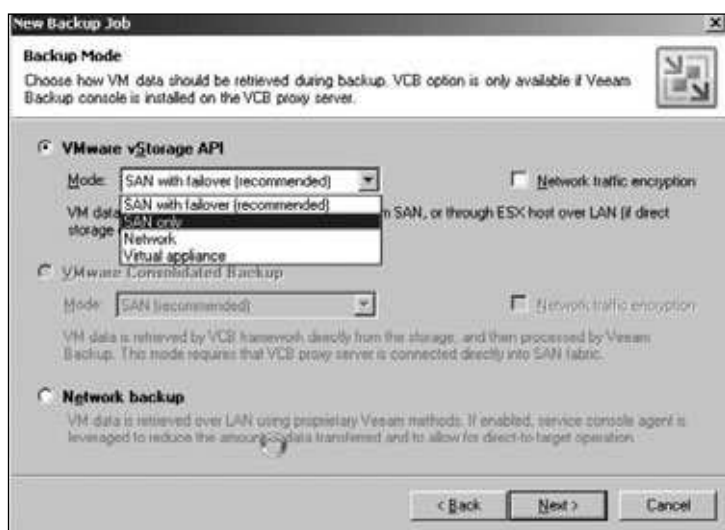 New Backup Job
Backup Mode
Choose how VM data should be retrieved during backup. VCB option is only available if Veeam
Backup console is installed on the VCB proxy server.
VMware vStorage API
Mode: SAN with failover (recommended) Network traffic encryption
SAN with failover (recommended)
VM data SAN, or through ESX host over LAN (if direct
SAN only
storage
Network
Virtual appliance
VMware Consolidated Backup
Mode: SAN (recommended) Network traffic encryption
VM data is retrieved by VCB framework directly from the storage, and then processed by Veeam
Backup. This mode requires that VCB proxy server is connected directly into SAN fabric.
Network backup
VM data is retrieved over LAN using proprietary Veeam methods. If enabled, service console agent is
leveraged to reduce the amount data transferred and to allow for direct-to target operation.
< Back Next > Cancel